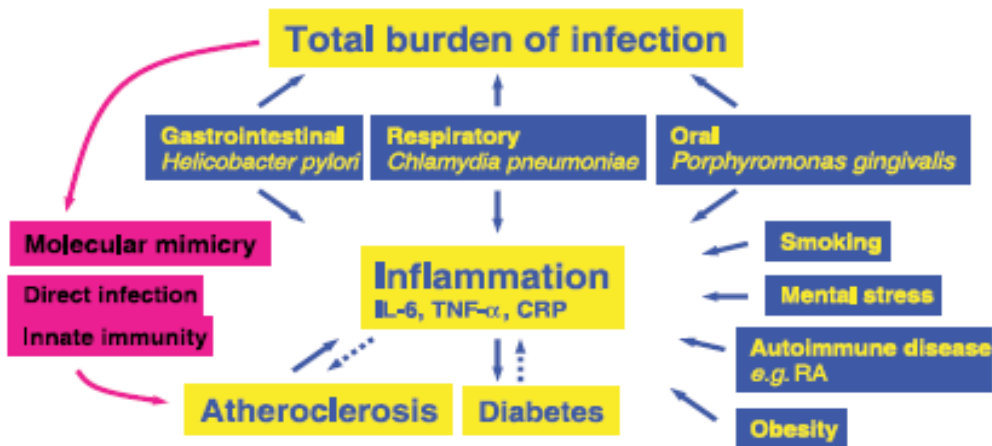 Total burden of infection
Gastrointestinal
Helicobacter pylori
Respiratory
Chlamydia pneumoniae
Oral
Porphyromonas gingivalis
Molecular mimicry
Direct infection
Innate immunity
Inflammation
IL-6, TNF-α, CRP
Smoking
Mental stress
Autoimmune disease
e.g. RA
Obesity
Atheroclerosis
Diabetes